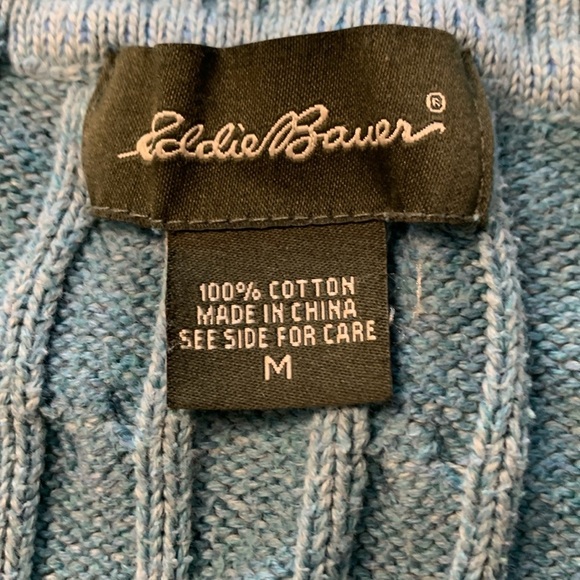 Eddie Bauer®
100% COTTON
MADE IN CHINA
SEE SIDE FOR CARE
M